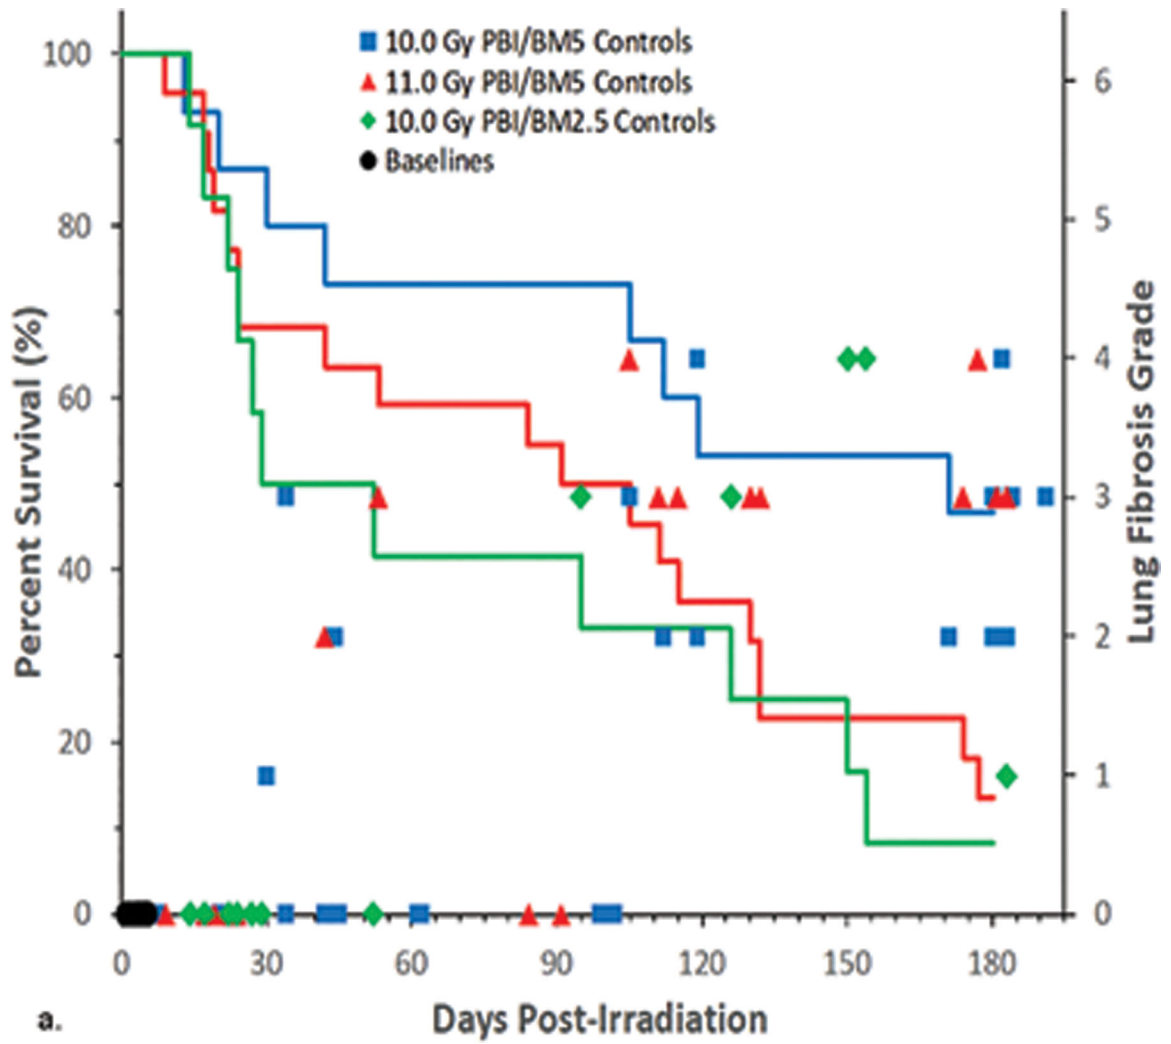 10.0 Gy PBI/BM5 Controls
11.0 Gy PBI/BM5 Controls
10.0 Gy PBI/BM2.5 Controls
Baselines
Percent Survival (%)
100
80
60
40
20
0
6
5
4
3
2
1
0
Lung Fibrosis Grade
0 30 60 90 120 150 180
Days Post-Irradiation
a.